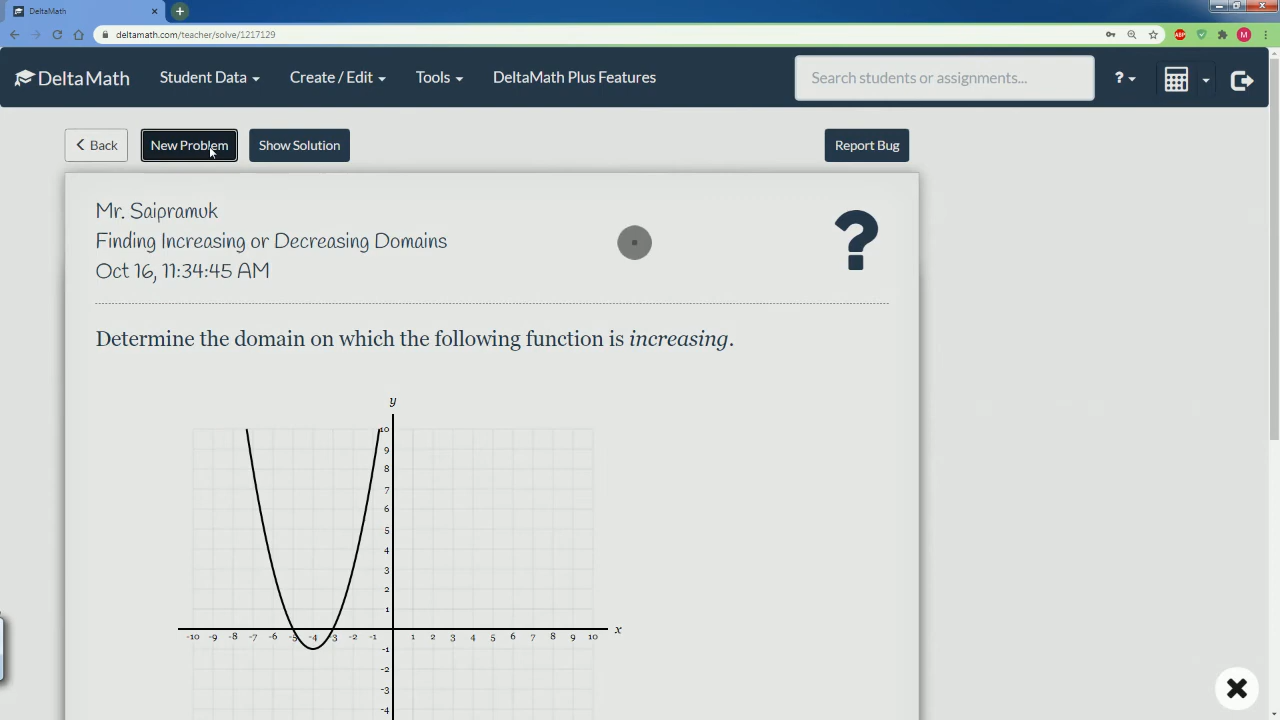 DeltaMath
deltamath.com/teacher/solve/1217129
ABP
M
DeltaMath
Student Data
Create / Edit
Tools
DeltaMath Plus Features
Search students or assignments...
?
Back
New Problem
Show Solution
Report Bug
Mr. Saipramuk
Finding Increasing or Decreasing Domains
Oct 16, 11:34:45 AM
?
Determine the domain on which the following function is increasing.
y
10
9
8
7
6
5
4
3
2
1
-10 -9 -8 -7 -6 -5 -4 -3 -2 -1 1 2 3 4 5 6 7 8 9 10 x
-1
-2
-3
-4